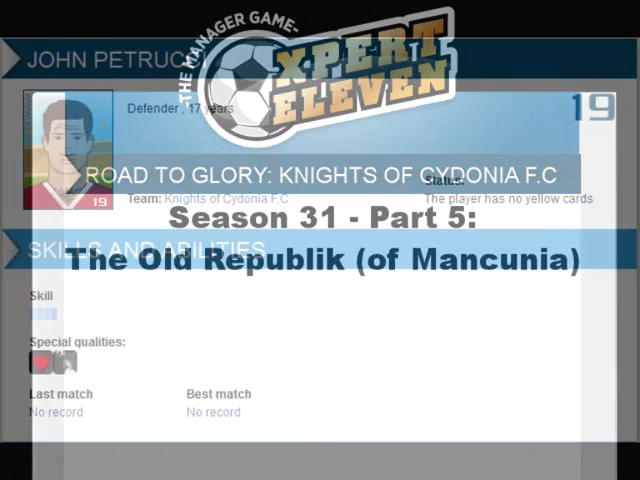 THE MANAGER GAME-
XPERT
ELEVEN
JOHN PETRUCCI
Defender , 17 years
19
ROAD TO GLORY: KNIGHTS OF CYDONIA F.C
Status:
Team: Knights of Cydonia F.C
The player has no yellow cards
19
Season 31 - Part 5:
SKILLS AND ABILITIES
The Old Republik (of Mancunia)
Skill
Special qualities:
Last match
Best match
No record
No record